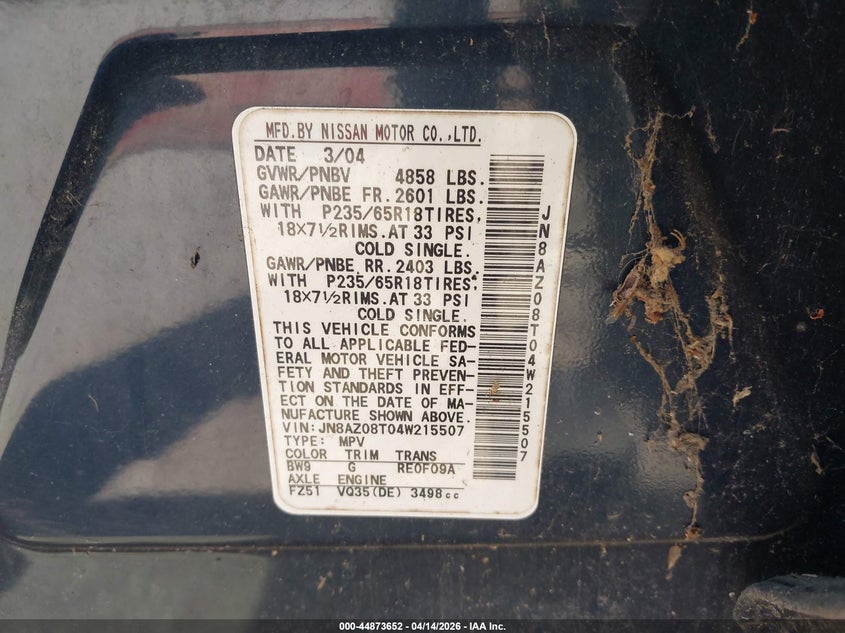 MFD.BY NISSAN MOTOR CO.,LTD.
DATE 3/04
GVWR/PNBV 4858 LBS.
GAWR/PNBE FR.2601 LBS.
WITH P235/65R18TIRES,
18×7½RIMS.AT 33 PSI
COLD SINGLE.
GAWR/PNBE RR.2403 LBS.
WITH P235/65R18TIRES,
18×7½RIMS.AT 33 PSI
COLD SINGLE.
THIS VEHICLE CONFORMS
TO ALL APPLICABLE FED-
ERAL MOTOR VEHICLE SA-
FETY AND THEFT PREVEN-
TION STANDARDS IN EFF-
ECT ON THE DATE OF MA-
NUFACTURE SHOWN ABOVE.
VIN:JN8AZ08T04W215507
TYPE: MPV
COLOR TRIM TRANS
BW9 G RE0F09A
AXLE ENGINE
FZ51 VQ35(DE) 3498cc
JN8AZ08T04W215507
000-44873652 - 04/14/2026 - IAA Inc.